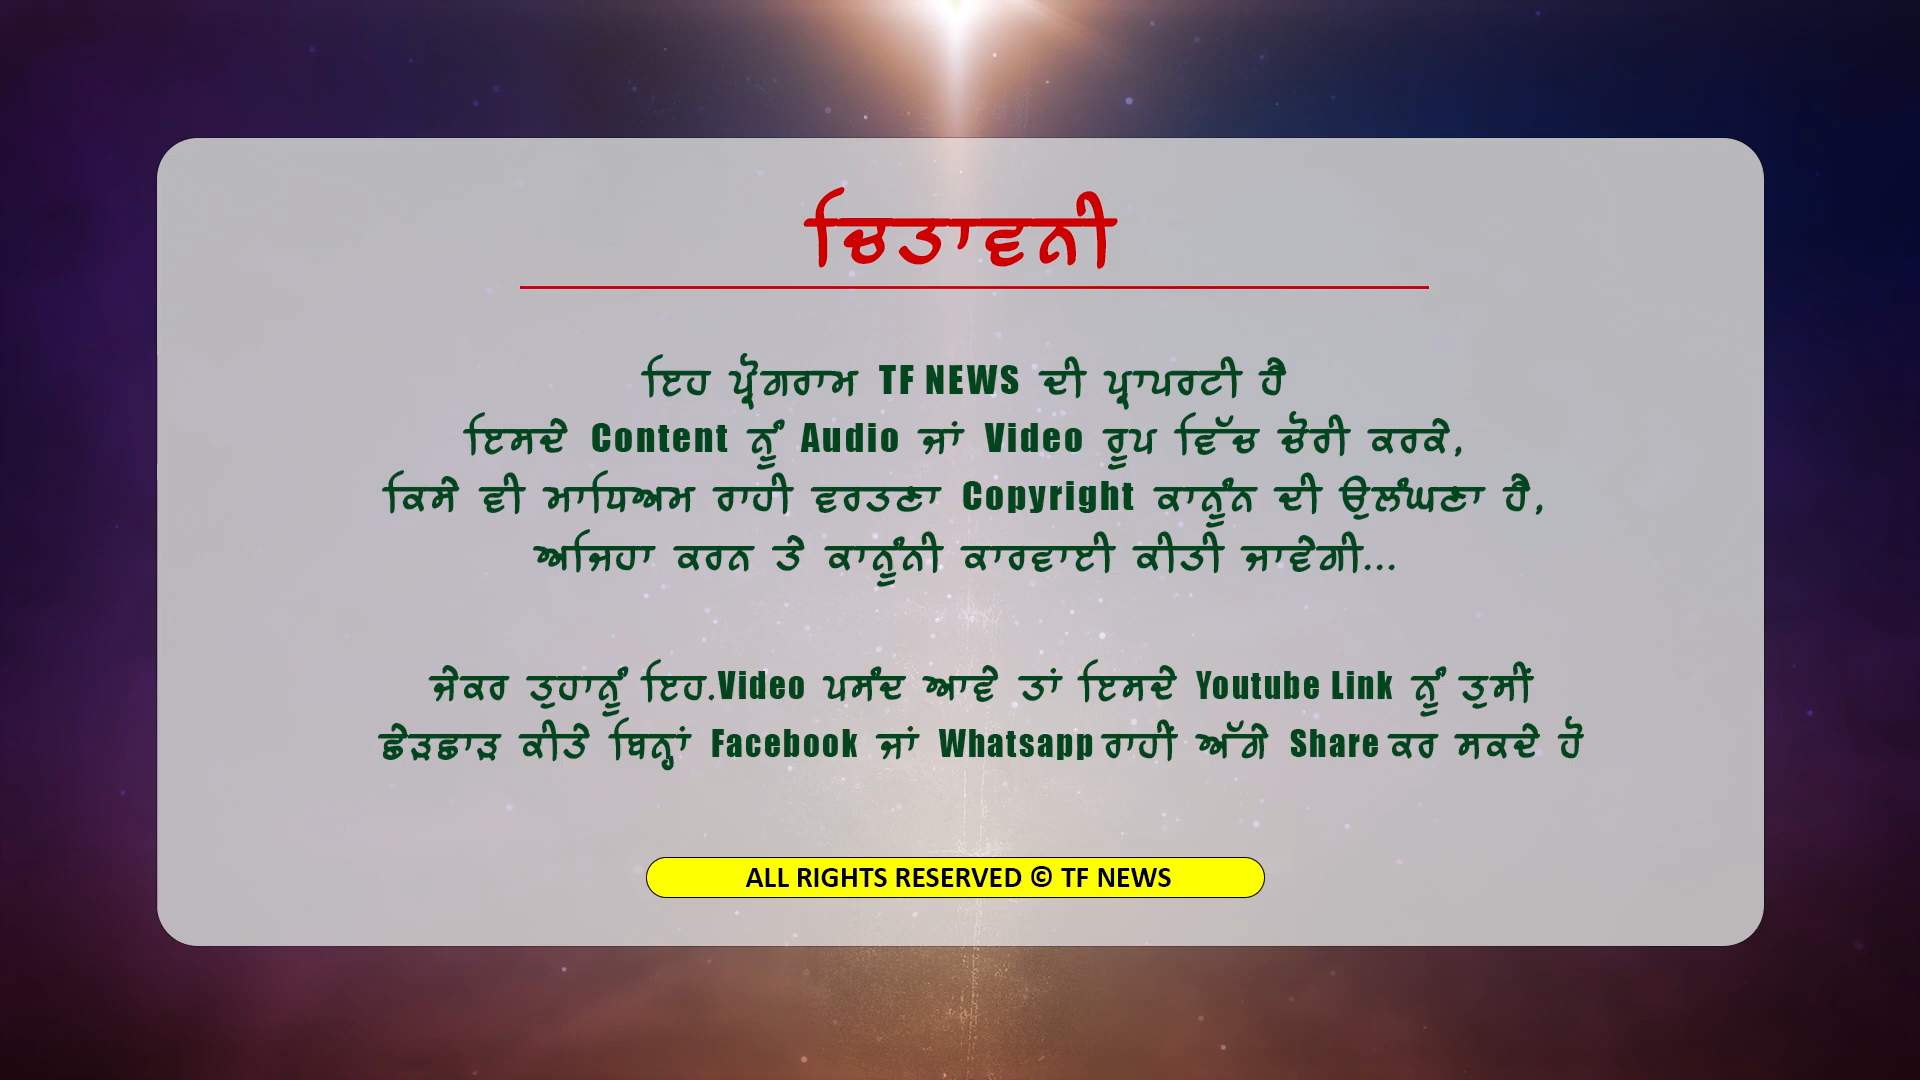 ਚਿਤਾਵਨੀ
ਇਹ ਪ੍ਰੋਗਰਾਮ TF NEWS ਦੀ ਪ੍ਰਾਪਰਟੀ ਹੈ
ਇਸਦੇ Content ਨੂੰ Audio ਜਾਂ Video ਰੂਪ ਵਿੱਚ ਚੋਰੀ ਕਰਕੇ,
ਕਿਸੇ ਵੀ ਮਾਧਿਅਮ ਰਾਹੀ ਵਰਤਣਾ Copyright ਕਾਨੂੰਨ ਦੀ ਉਲੰਘਣਾ ਹੈ,
ਅਜਿਹਾ ਕਰਨ ਤੇ ਕਾਨੂੰਨੀ ਕਾਰਵਾਈ ਕੀਤੀ ਜਾਵੇਗੀ...
ਜੇਕਰ ਤੁਹਾਨੂੰ ਇਹ.Video ਪਸੰਦ ਆਵੇ ਤਾਂ ਇਸਦੇ Youtube Link ਨੂੰ ਤੁਸੀਂ
ਛੇੜਛਾੜ ਕੀਤੇ ਬਿਨ੍ਹਾਂ Facebook ਜਾਂ Whatsapp ਰਾਹੀਂ ਅੱਗੇ Share ਕਰ ਸਕਦੇ ਹੋ
ALL RIGHTS RESERVED © TF NEWS